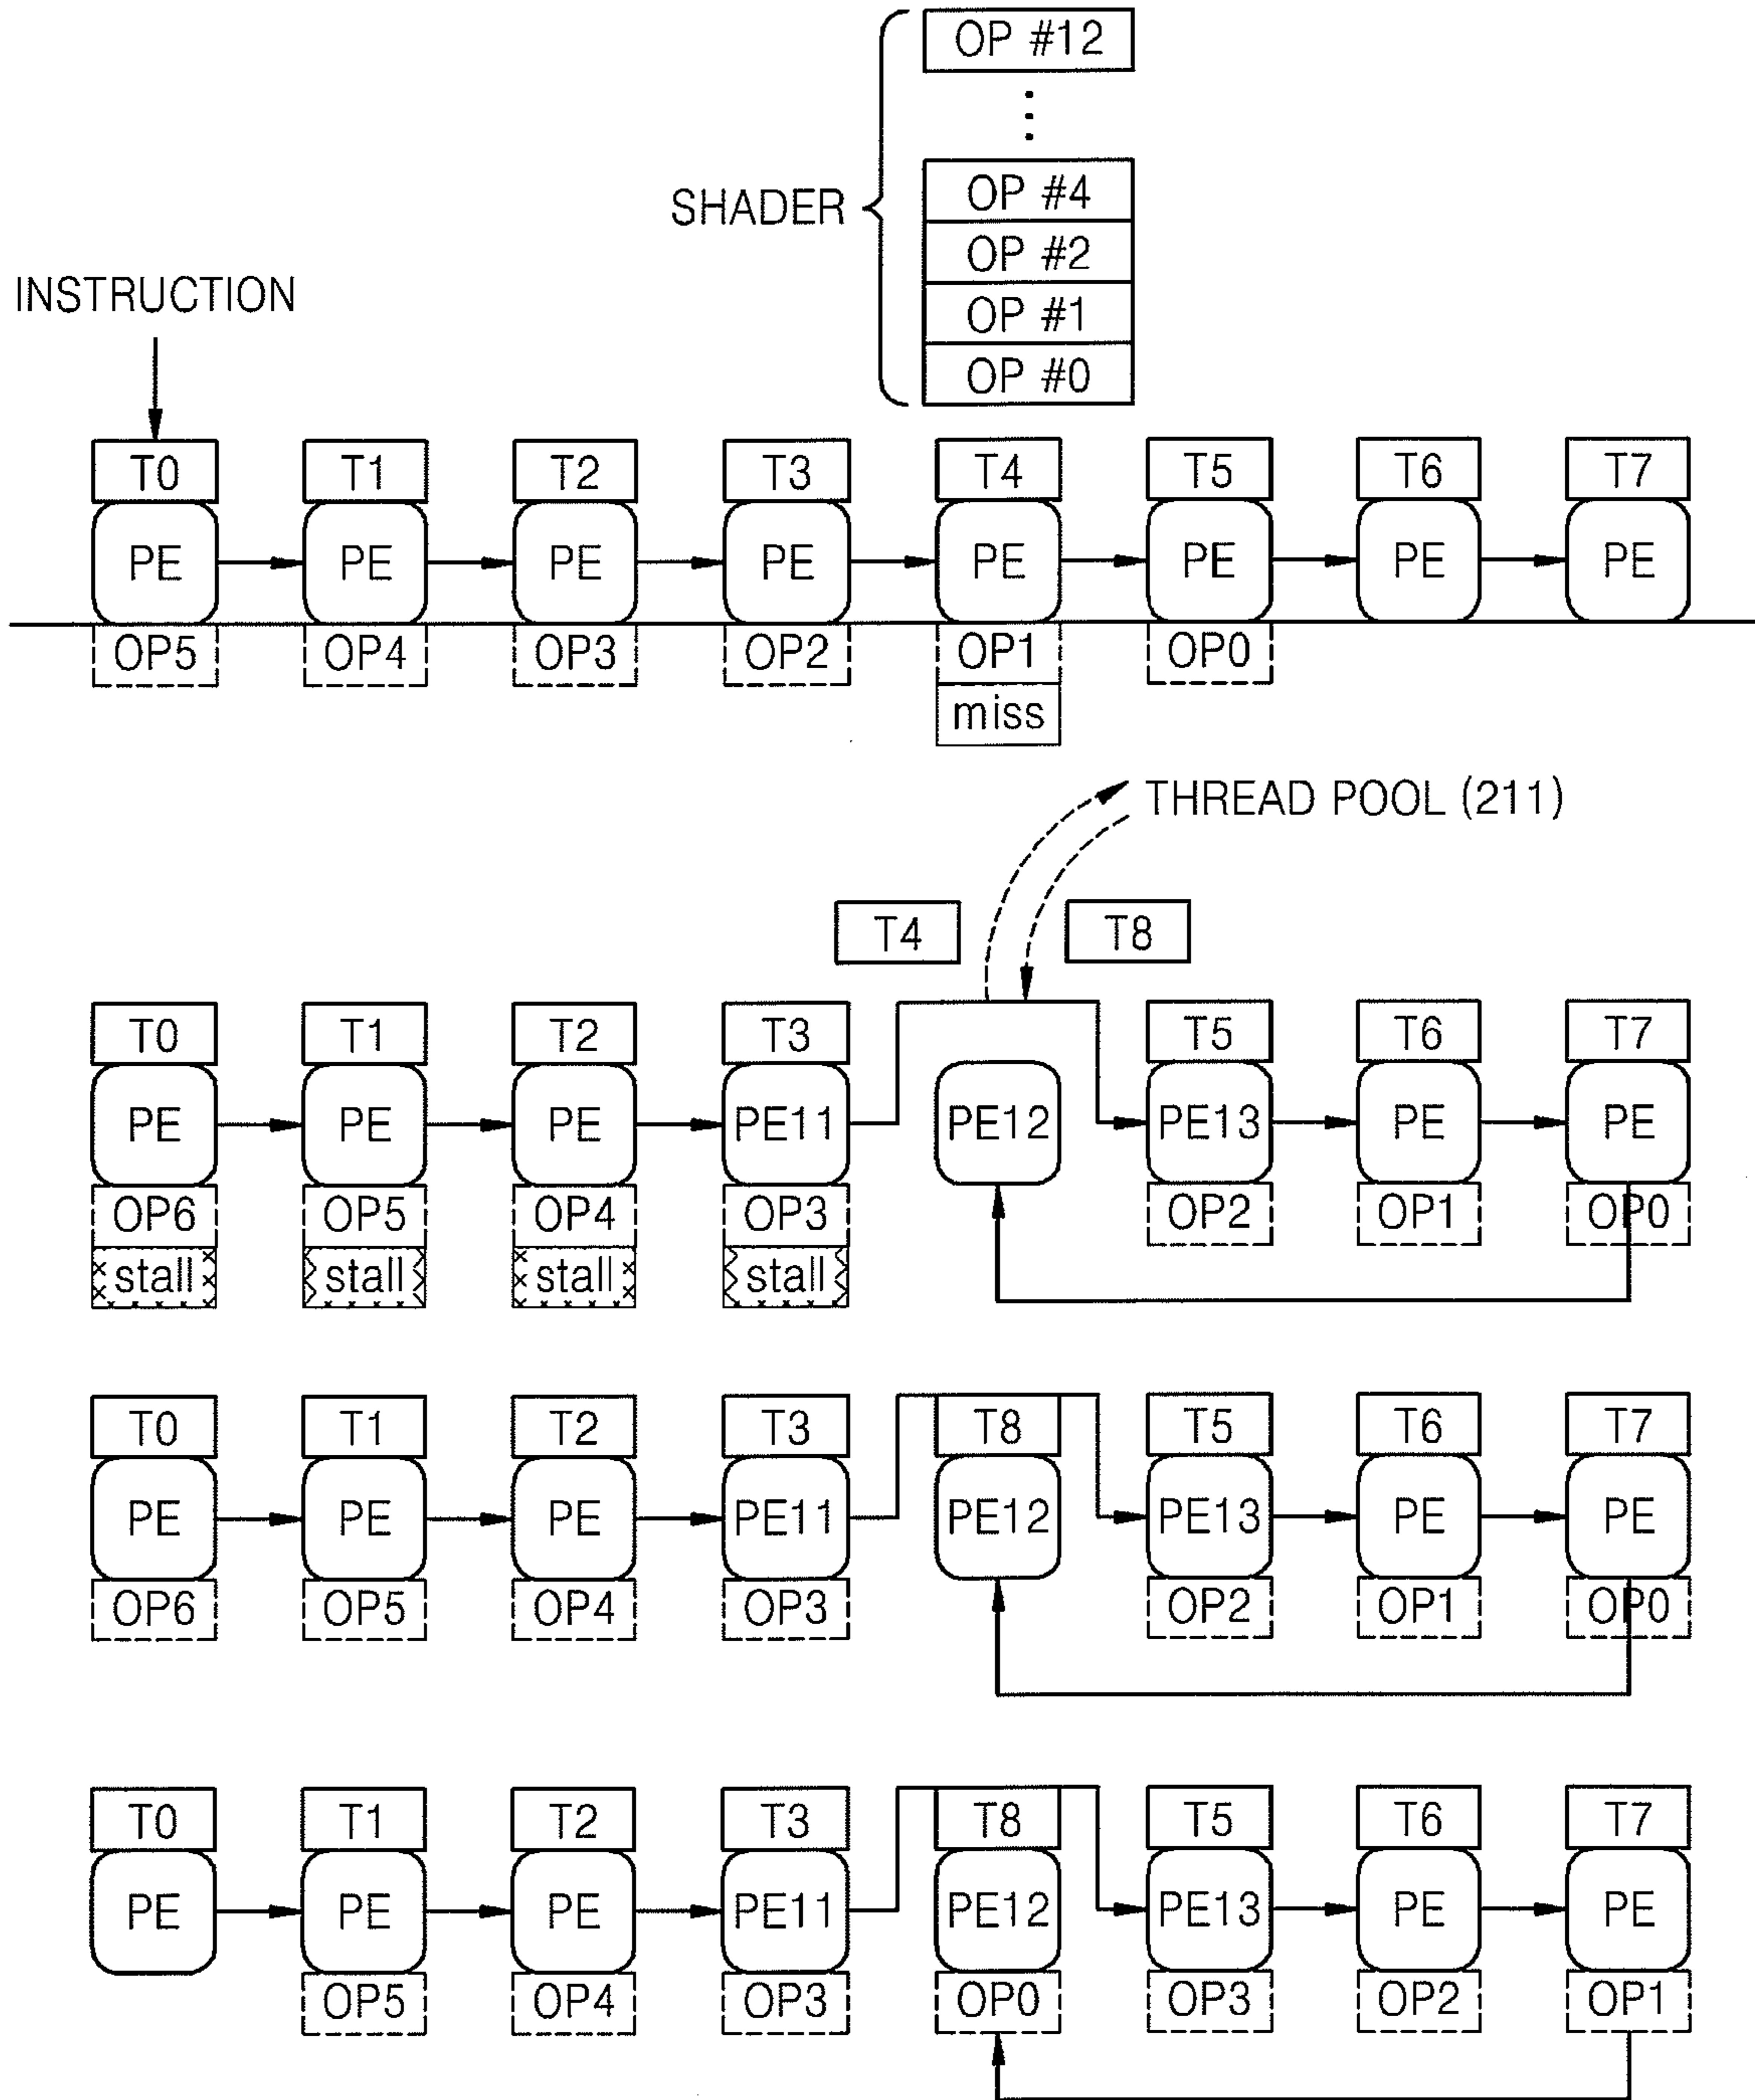 OP #12
OP #4
SHADER
OP #2
INSTRUCTION
OP #1
OP #0
T0 T1 T2 T3 T4 T5 T6 T7
PE PE PE PE PE PE PE PE
OP5 OP4 OP3 OP2 OP1 OP0
miss
THREAD POOL (211)
T4 T8
T0 T1 T2 T3 T5 T6 T7
PE PE PE PE11 PE12 PE13 PE PE
OP6 OP5 OP4 OP3 OP2 OP1 OP0
stall stall stall stall
T0 T1 T2 T3 T8 T5 T6 T7
PE PE PE PE11 PE12 PE13 PE PE
OP6 OP5 OP4 OP3 OP2 OP1 OP0
T0 T1 T2 T3 T8 T5 T6 T7
PE PE PE PE11 PE12 PE13 PE PE
OP5 OP4 OP3 OP0 OP3 OP2 OP1